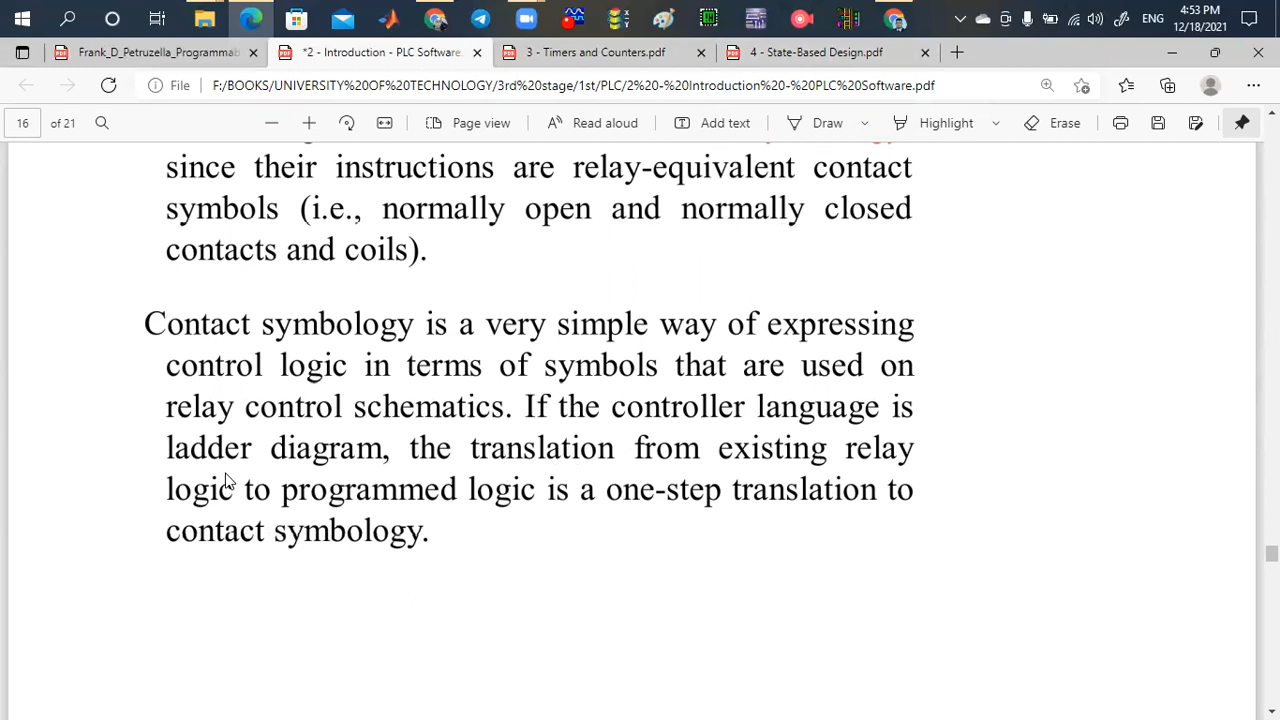 ENG
4:53 PM
12/18/2021
Frank_D_Petruzella_Programmab
*2 - Introduction - PLC Software.
3 - Timers and Counters.pdf
4 - State-Based Design.pdf
File
F:/BOOKS/UNIVERSITY%20OF%20TECHNOLOGY/3rd%20stage/1st/PLC/2%20-%20Introduction%20-%20PLC%20Software.pdf
16 of 21
Page view
Read aloud
Add text
Draw
Highlight
Erase
since their instructions are relay-equivalent contact
symbols (i.e., normally open and normally closed
contacts and coils).
Contact symbology is a very simple way of expressing
control logic in terms of symbols that are used on
relay control schematics. If the controller language is
ladder diagram, the translation from existing relay
logic to programmed logic is a one-step translation to
contact symbology.